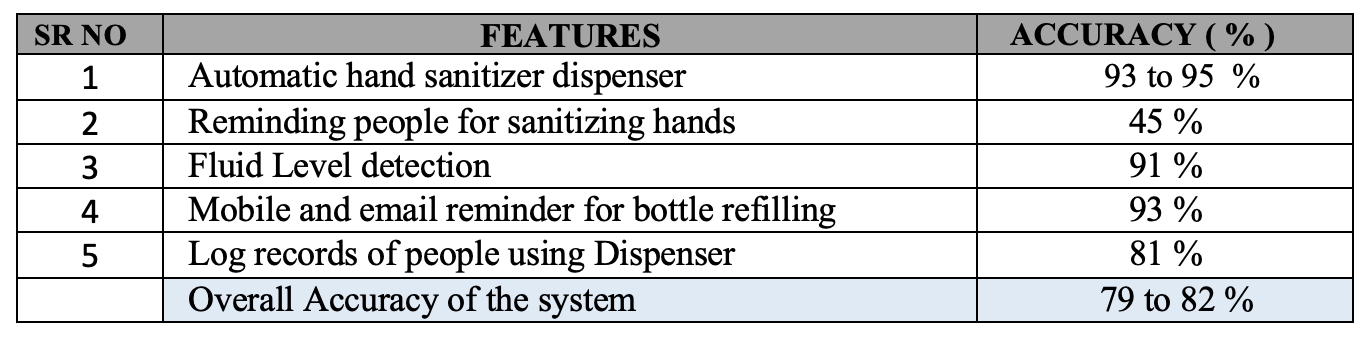 SR NO FEATURES ACCURACY ( % )
1 Automatic hand sanitizer dispenser 93 to 95 %
2 Reminding people for sanitizing hands 45 %
3 Fluid Level detection 91 %
4 Mobile and email reminder for bottle refilling 93 %
5 Log records of people using Dispenser 81 %
Overall Accuracy of the system 79 to 82 %